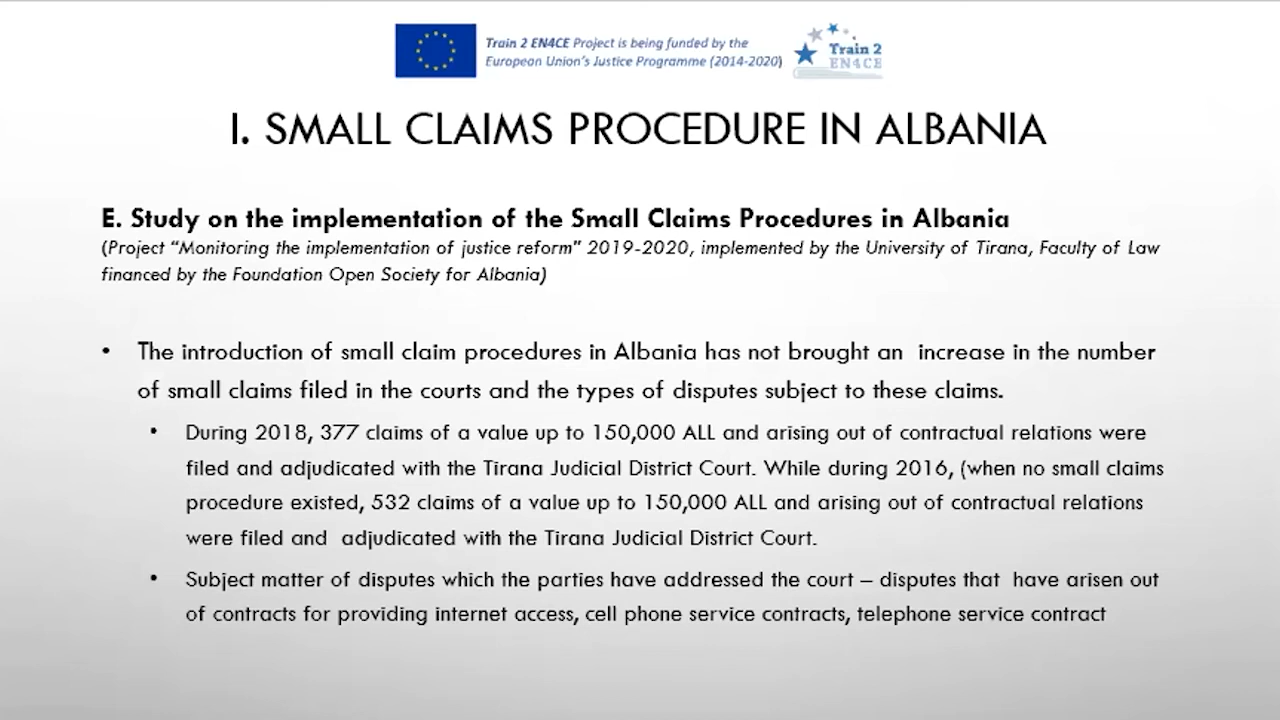 Train 2 EN4CE Project is being funded by the
European Union's Justice Programme (2014-2020)
Train 2
EN4CE
I. SMALL CLAIMS PROCEDURE IN ALBANIA
E. Study on the implementation of the Small Claims Procedures in Albania
(Project “Monitoring the implementation of justice reform” 2019-2020, implemented by the University of Tirana, Faculty of Law
financed by the Foundation Open Society for Albania)
• The introduction of small claim procedures in Albania has not brought an  increase in the number
of small claims filed in the courts and the types of disputes subject to these claims.
• During 2018, 377 claims of a value up to 150,000 ALL and arising out of contractual relations were
filed and adjudicated with the Tirana Judicial District Court. While during 2016, (when no small claims
procedure existed, 532 claims of a value up to 150,000 ALL and arising out of contractual relations
were filed and  adjudicated with the Tirana Judicial District Court.
• Subject matter of disputes which the parties have addressed the court – disputes that  have arisen out
of contracts for providing internet access, cell phone service contracts, telephone service contract